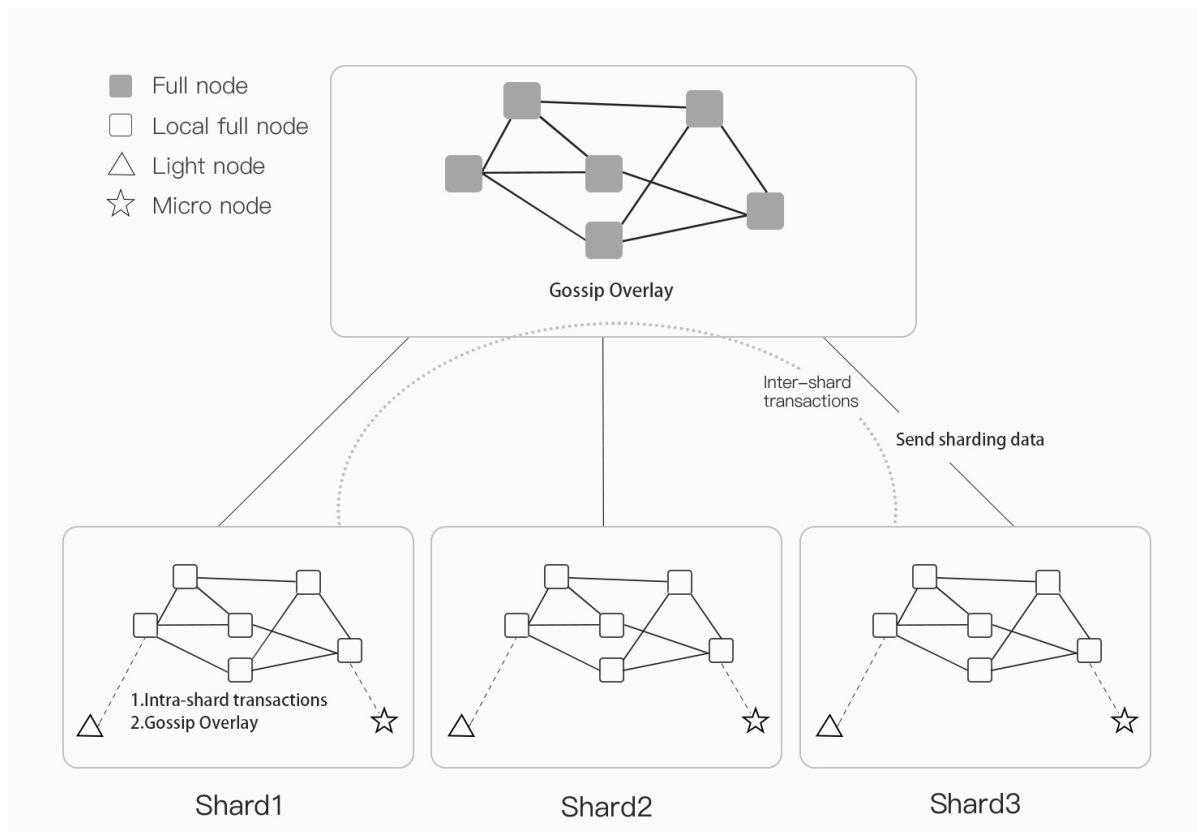 Full node
Local full node
Light node
Micro node
Gossip Overlay
Inter-shard
transactions
Send sharding data
1.Intra-shard transactions
2.Gossip Overlay
Shard1
Shard2
Shard3